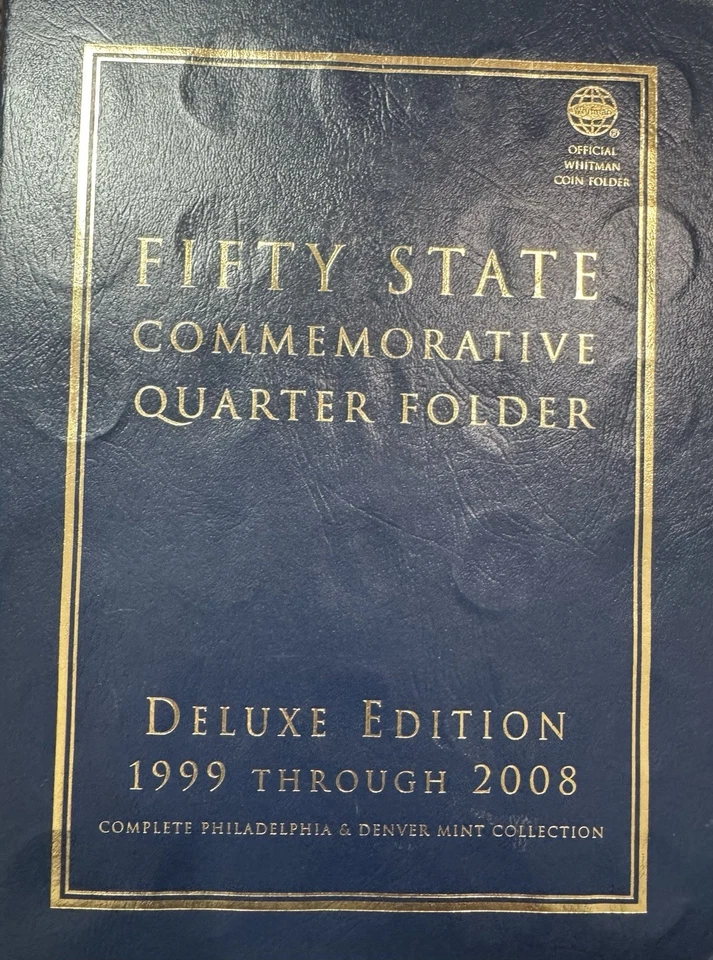 OFFICIAL
WHITMAN
COIN FOLDER
FIFTY STATE
COMMEMORATIVE
QUARTER FOLDER
DELUXE EDITION
1999 THROUGH 2008
COMPLETE PHILADELPHIA & DENVER MINT COLLECTION